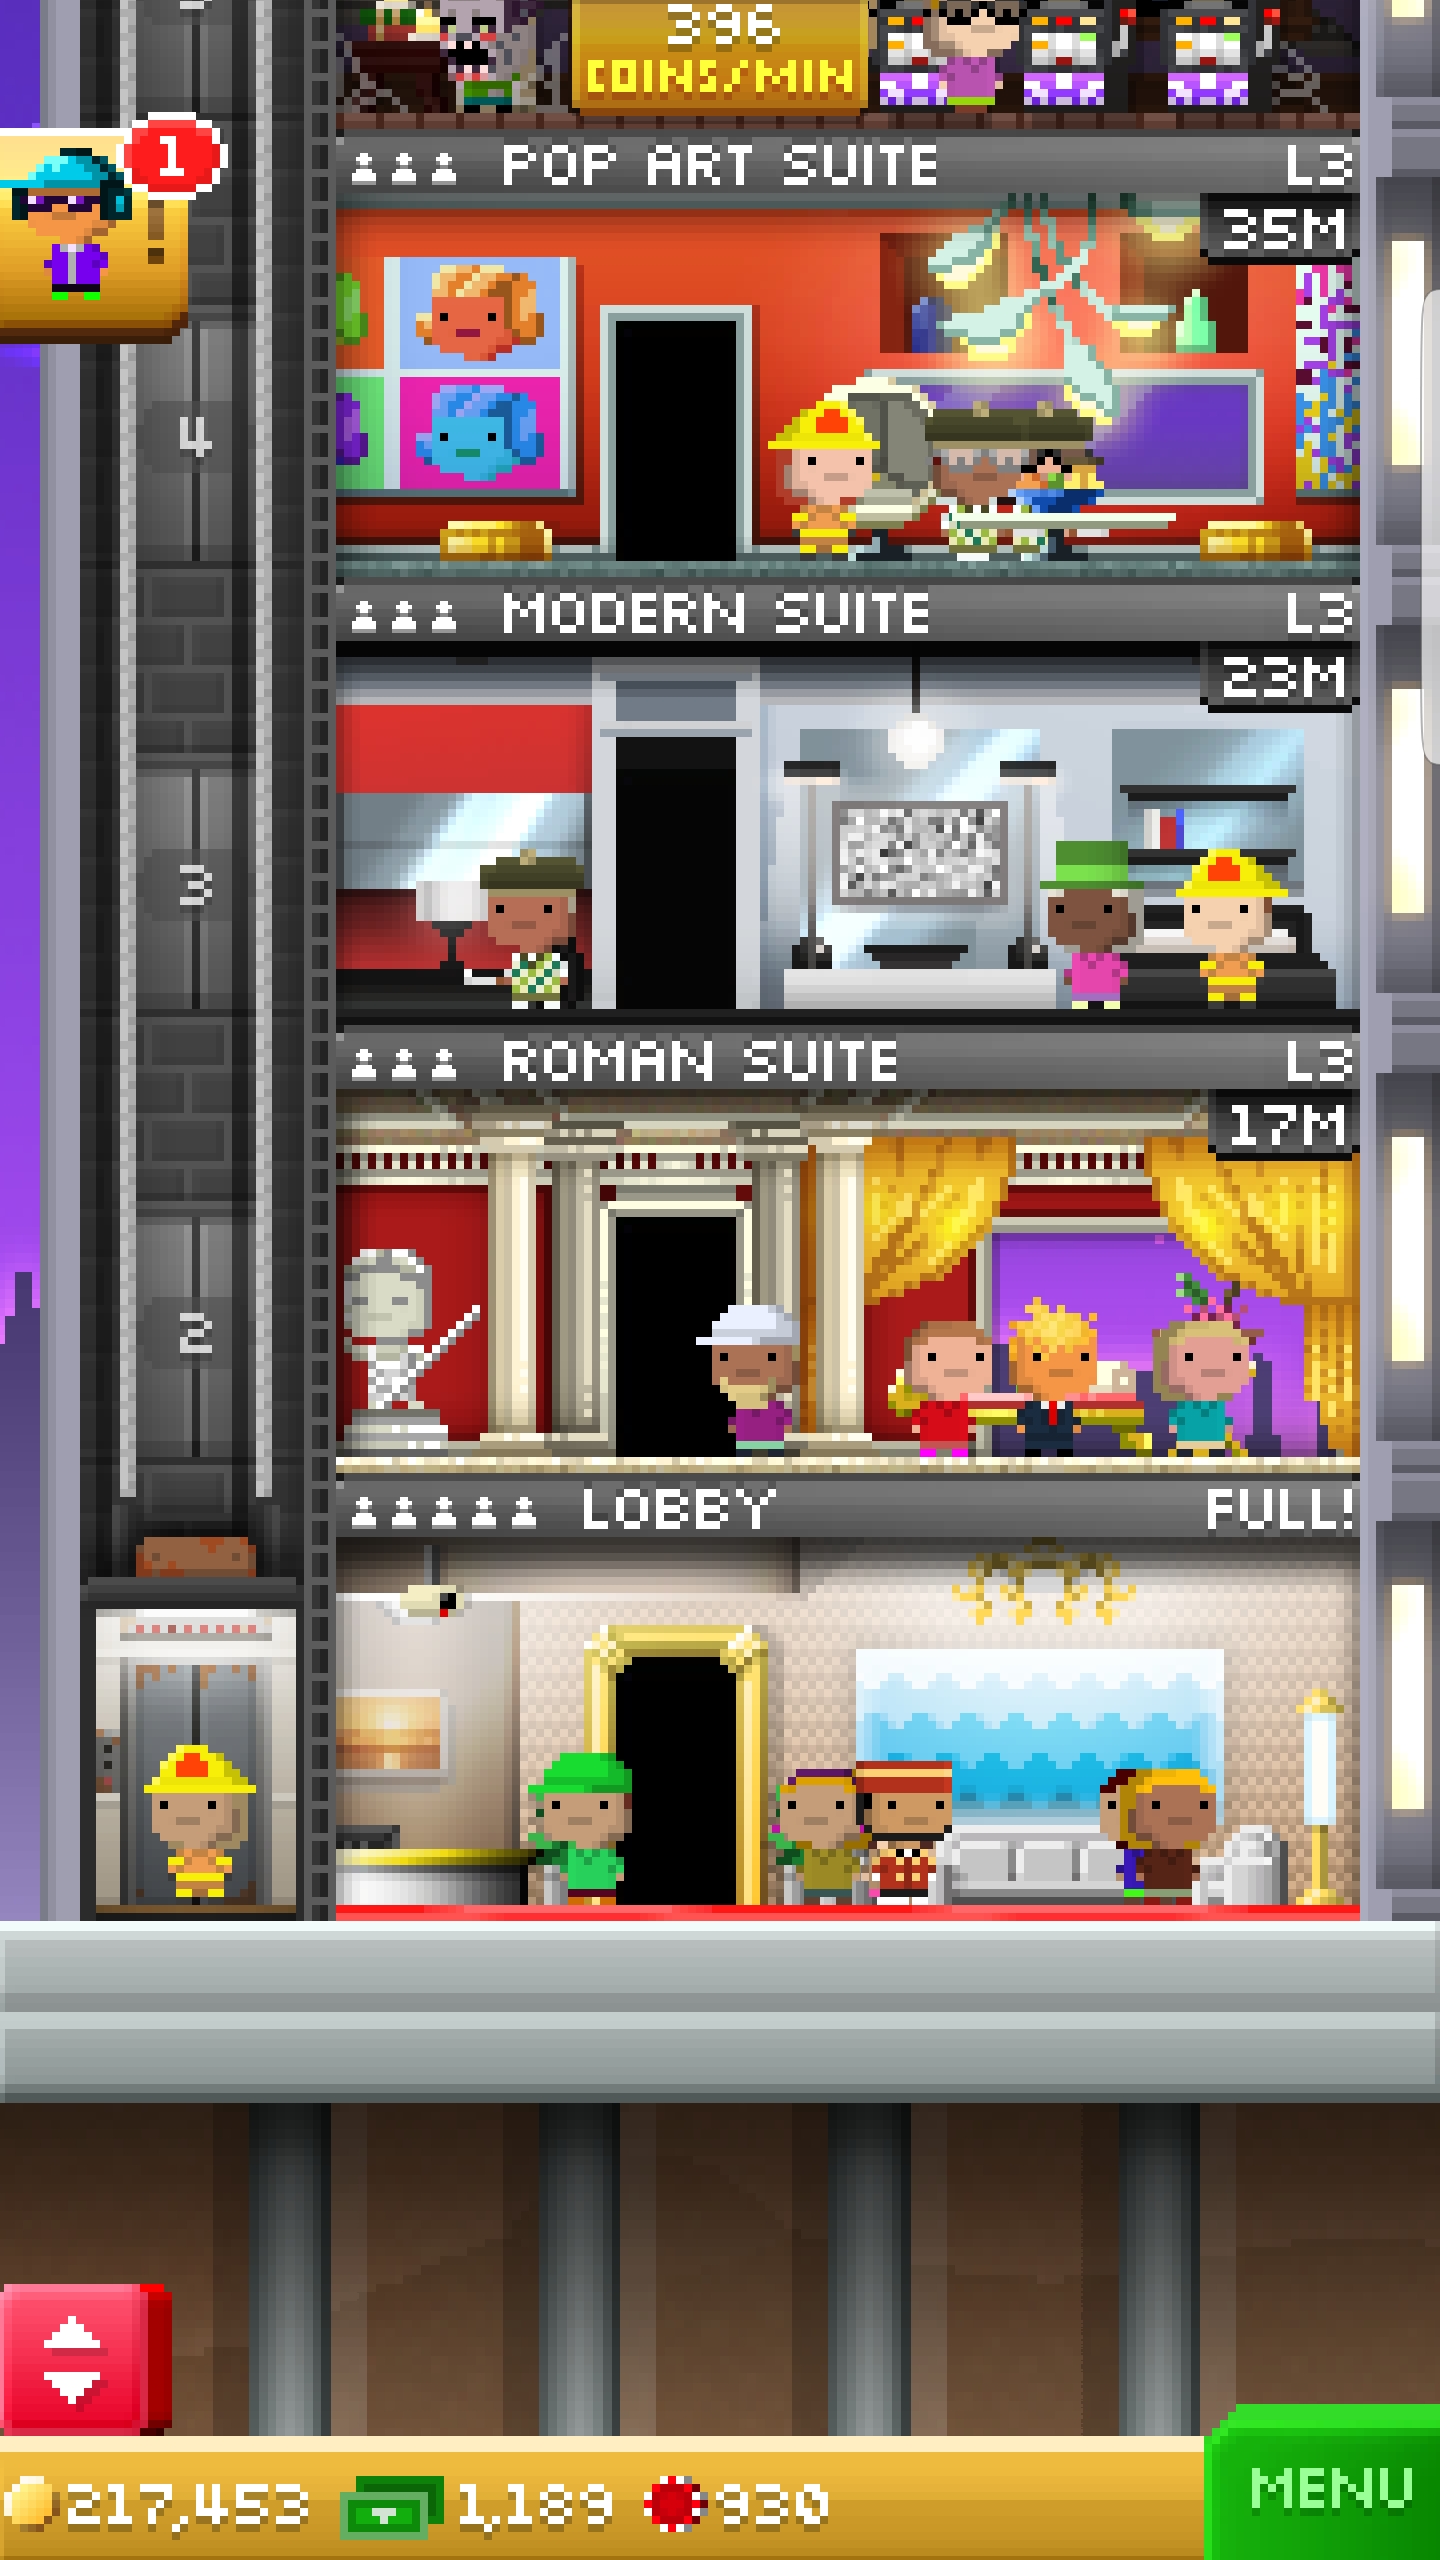 396
COINS/MIN
1
POP ART SUITE L3
35M
4
MODERN SUITE L3
23M
3
ROMAN SUITE L3
17M
2
LOBBY FULL!
MENU
217,453 1,189 930